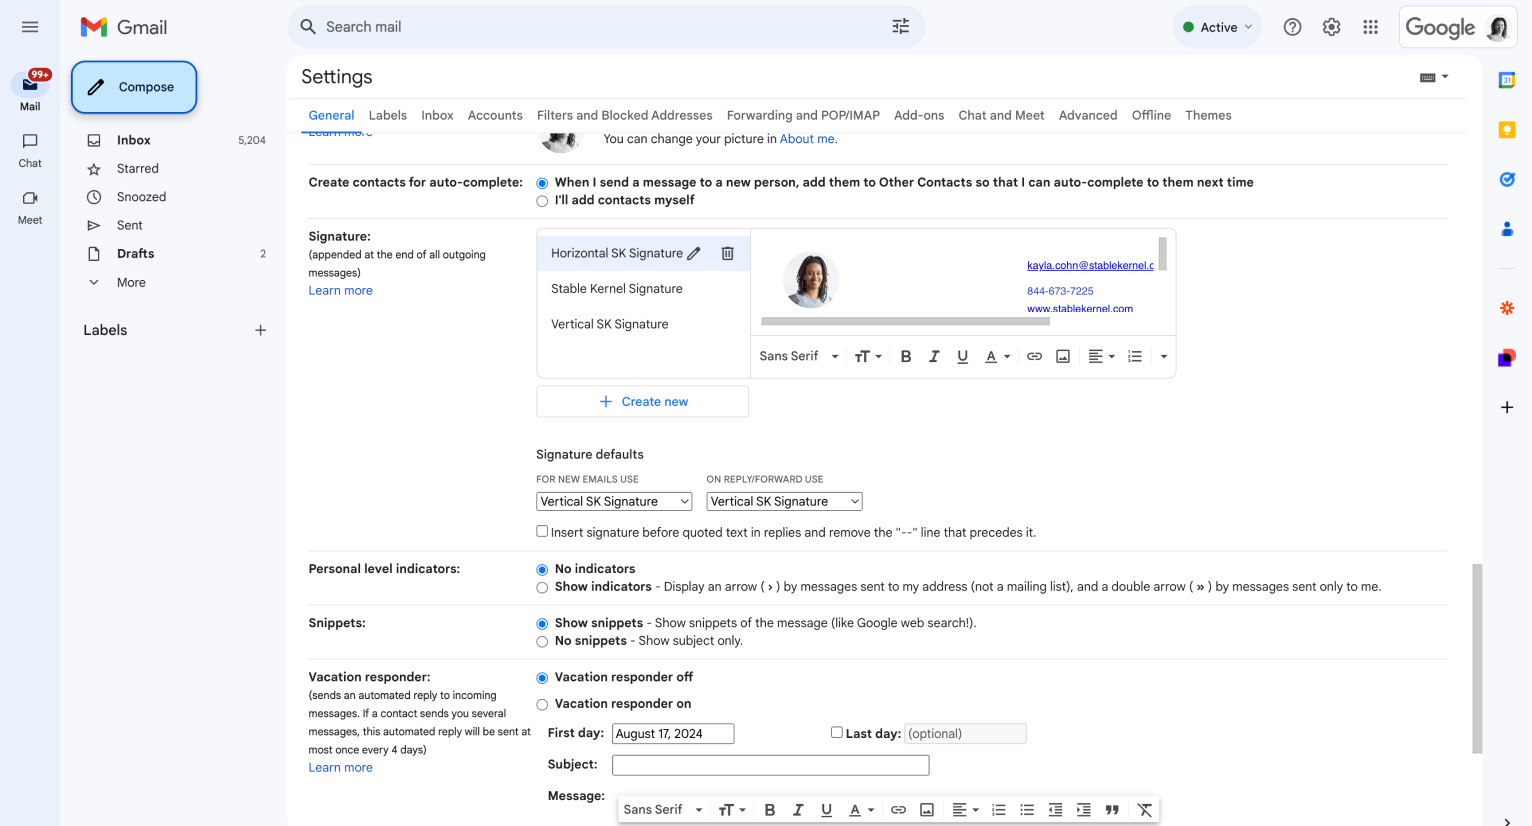 Gmail
Search mail
Active
Google
99+
Mail
Chat
Meet
Compose
Inbox 5,204
Starred
Snoozed
Sent
Drafts 2
More
Labels
Settings
General Labels Inbox Accounts Filters and Blocked Addresses Forwarding and POP/IMAP Add-ons Chat and Meet Advanced Offline Themes
Learn more
You can change your picture in About me.
Create contacts for auto-complete:
When I send a message to a new person, add them to Other Contacts so that I can auto-complete to them next time
I'll add contacts myself
Signature:
(appended at the end of all outgoing
messages)
Learn more
Horizontal SK Signature
Stable Kernel Signature
Vertical SK Signature
kayla.cohn@stablekernel.c
844-673-7225
www.stablekernel.com
Sans Serif
Create new
Signature defaults
FOR NEW EMAILS USE
Vertical SK Signature
ON REPLY/FORWARD USE
Vertical SK Signature
Insert signature before quoted text in replies and remove the "--" line that precedes it.
Personal level indicators:
No indicators
Show indicators - Display an arrow ( › ) by messages sent to my address (not a mailing list), and a double arrow ( » ) by messages sent only to me.
Snippets:
Show snippets - Show snippets of the message (like Google web search!).
No snippets - Show subject only.
Vacation responder:
(sends an automated reply to incoming
messages. If a contact sends you several
messages, this automated reply will be sent at
most once every 4 days)
Learn more
Vacation responder off
Vacation responder on
First day: August 17, 2024 Last day: (optional)
Subject:
Message:
Sans Serif
31